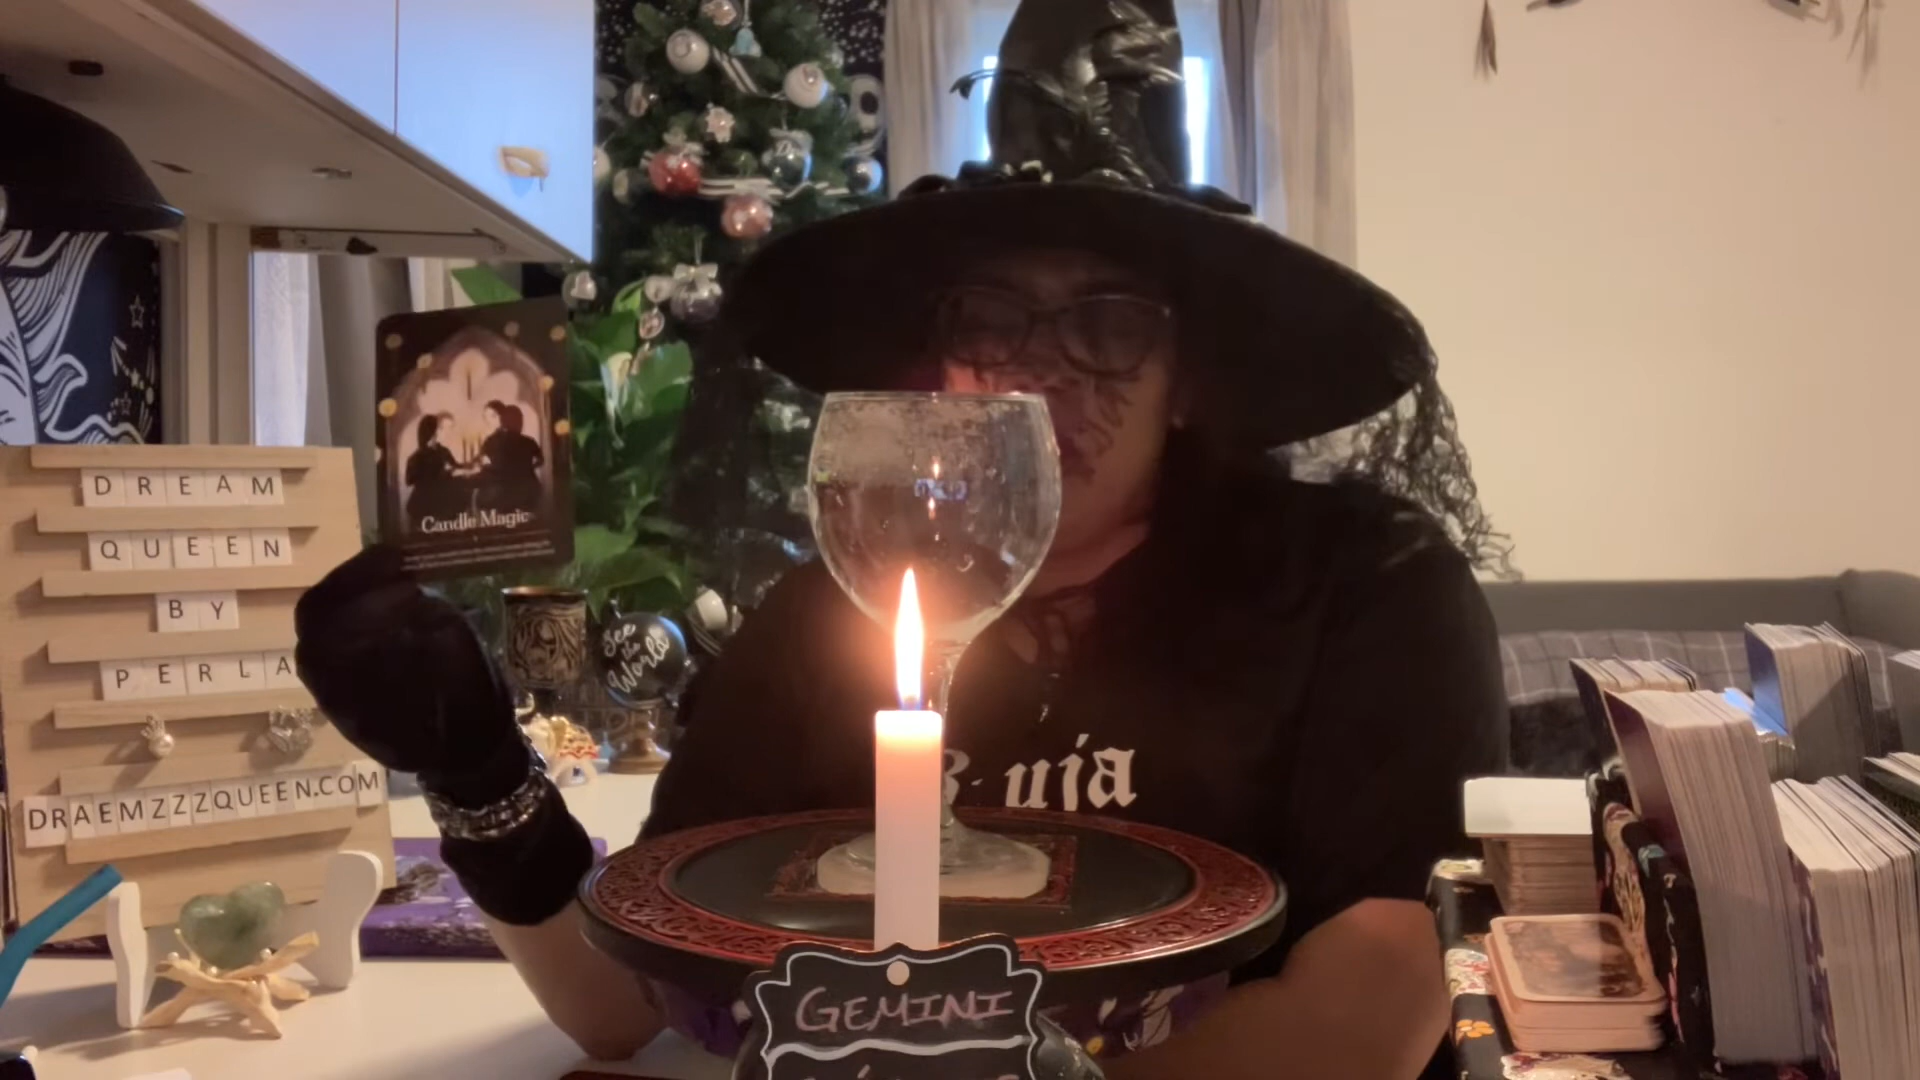 DREAM
QUEEN
BY
PERLA
DRAEMZZZQUEEN.COM
Candle Magic
See
the
World
uja
GEMINI